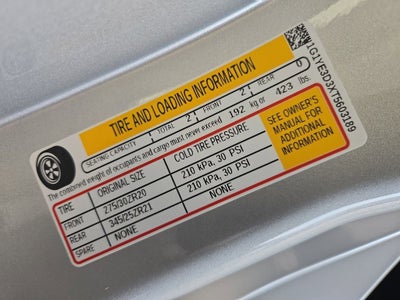 TIRE AND LOADING INFORMATION
SEATING CAPACITY TOTAL 2 FRONT 2 REAR 0
The combined weight of occupants and cargo must never exceed 192 kg or 423 lbs.
TIRE ORIGINAL SIZE COLD TIRE PRESSURE
FRONT 275/30ZR20 210 kPa, 30 PSI
REAR 345/25ZR21 210 kPa, 30 PSI
SPARE NONE NONE
SEE OWNER'S
MANUAL FOR
ADDITIONAL
INFORMATION
1G1YE3D3XT5603189